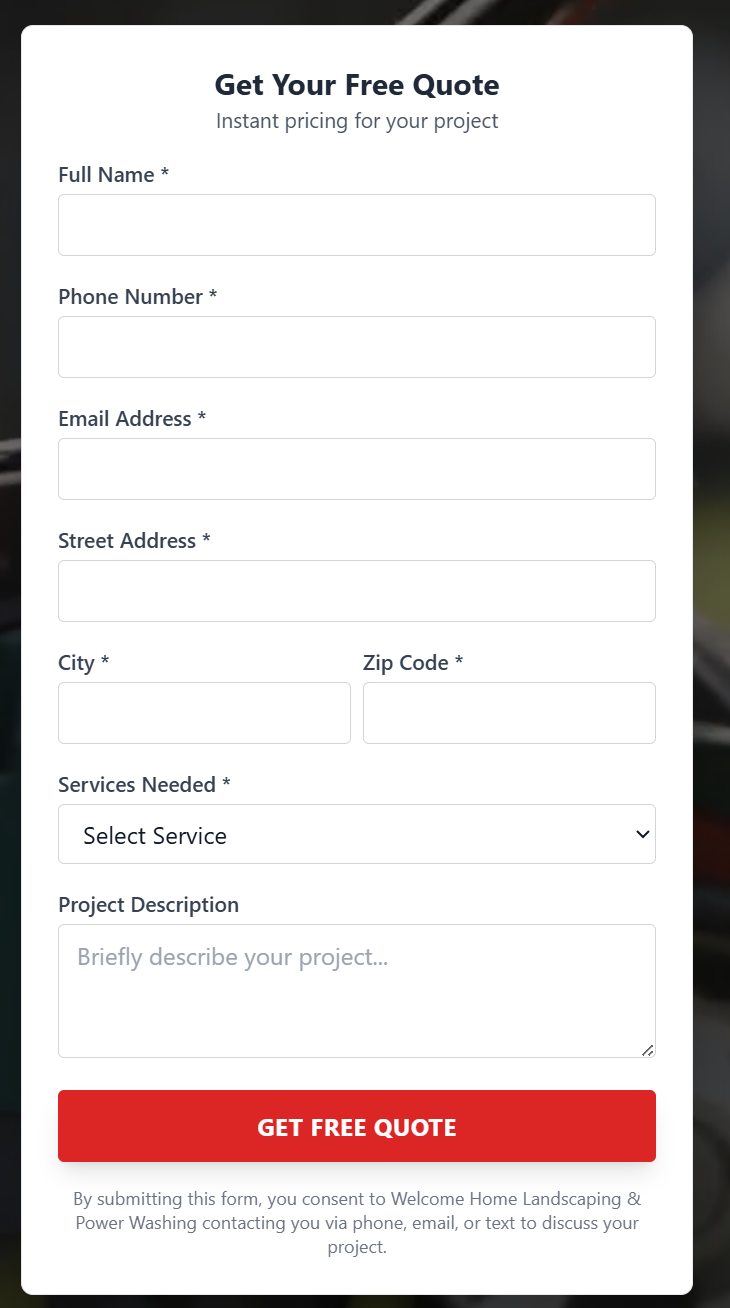 Get Your Free Quote
Instant pricing for your project
Full Name *
Phone Number *
Email Address *
Street Address *
City *
Zip Code *
Services Needed *
Select Service
Project Description
Briefly describe your project...
GET FREE QUOTE
By submitting this form, you consent to Welcome Home Landscaping &
Power Washing contacting you via phone, email, or text to discuss your
project.